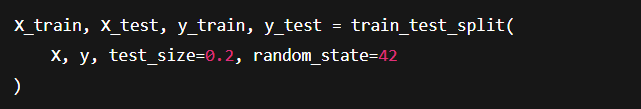 X_train, X_test, y_train, y_test = train_test_split(
    X, y, test_size=0.2, random_state=42
)